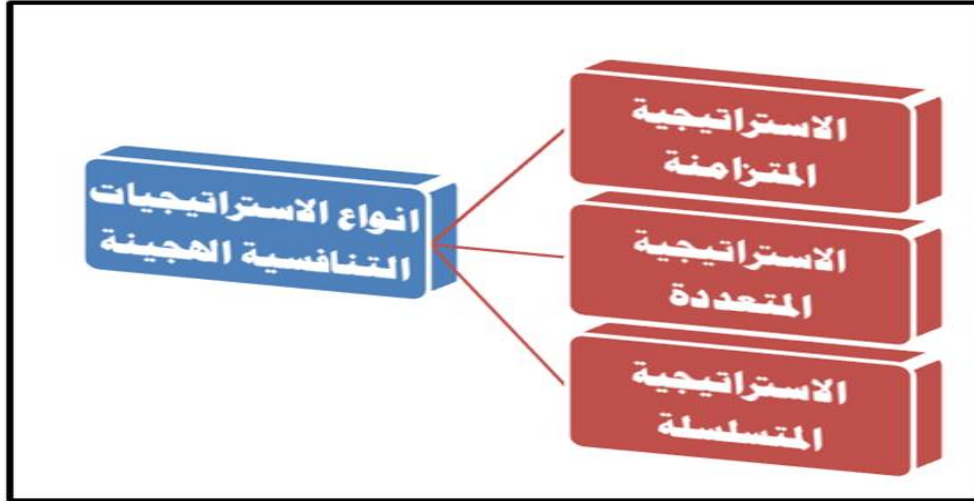 انواع الاستراتيجيات
التنافسية الهجينة
الاستراتيجية
المتزامنة
الاستراتيجية
المتعددة
الاستراتيجية
المتسلسلة